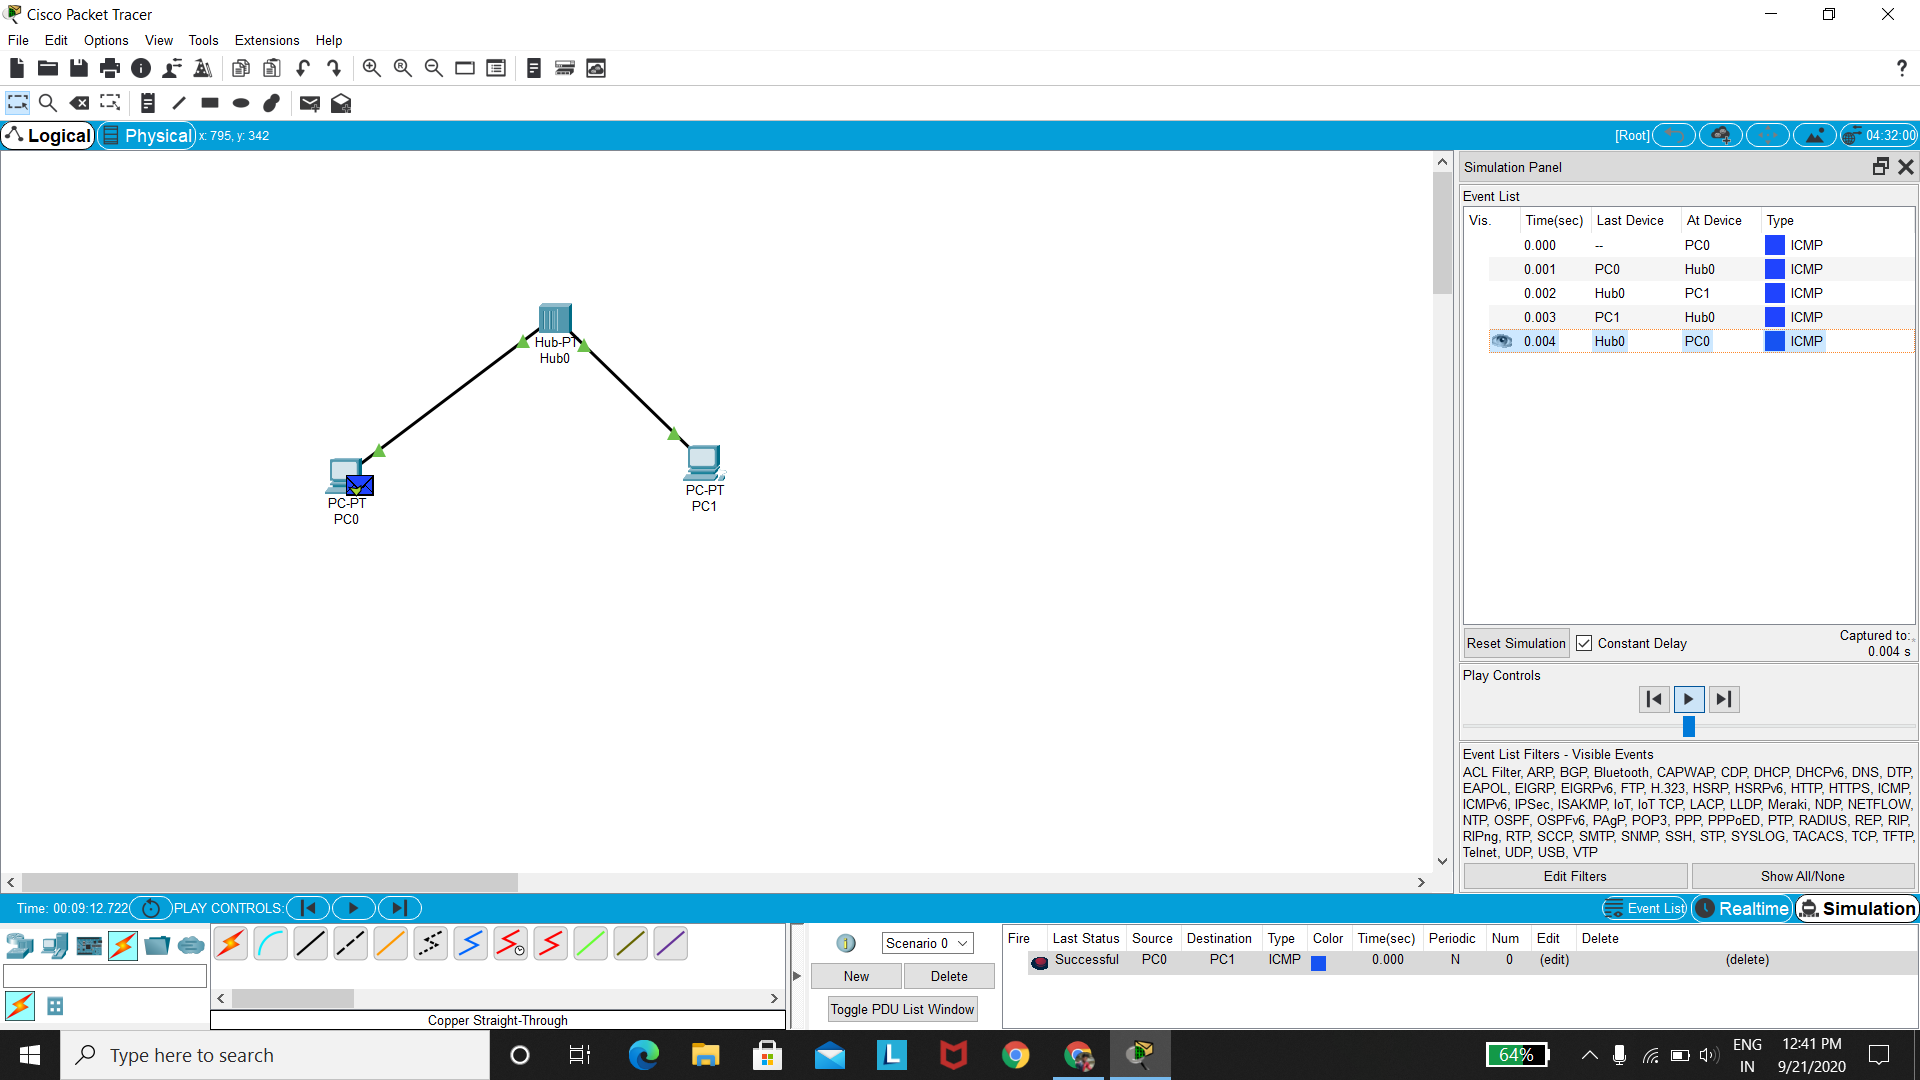 Cisco Packet Tracer
File Edit Options View Tools Extensions Help
Logical Physical x: 795, y: 342 [Root] 04:32:00
Simulation Panel
Event List
Vis. Time(sec) Last Device At Device Type
0.000 -- PC0 ICMP
0.001 PC0 Hub0 ICMP
0.002 Hub0 PC1 ICMP
0.003 PC1 Hub0 ICMP
0.004 Hub0 PC0 ICMP
Hub-PT
Hub0
PC-PT
PC0
PC-PT
PC1
Reset Simulation Constant Delay Captured to:
0.004 s
Play Controls
Event List Filters - Visible Events
ACL Filter, ARP, BGP, Bluetooth, CAPWAP, CDP, DHCP, DHCPv6, DNS, DTP,
EAPOL, EIGRP, EIGRPv6, FTP, H.323, HSRP, HSRPv6, HTTP, HTTPS, ICMP,
ICMPv6, IPSec, ISAKMP, IoT, IoT TCP, LACP, LLDP, Meraki, NDP, NETFLOW,
NTP, OSPF, OSPFv6, PAgP, POP3, PPP, PPPoED, PTP, RADIUS, REP, RIP,
RIPng, RTP, SCCP, SMTP, SNMP, SSH, STP, SYSLOG, TACACS, TCP, TFTP,
Telnet, UDP, USB, VTP
Edit Filters Show All/None
Time: 00:09:12.722 PLAY CONTROLS: Event List Realtime Simulation
Scenario 0
New Delete
Toggle PDU List Window
Fire Last Status Source Destination Type Color Time(sec) Periodic Num Edit Delete
Successful PC0 PC1 ICMP 0.000 N 0 (edit) (delete)
Copper Straight-Through
Type here to search
64%
ENG
IN
12:41 PM
9/21/2020